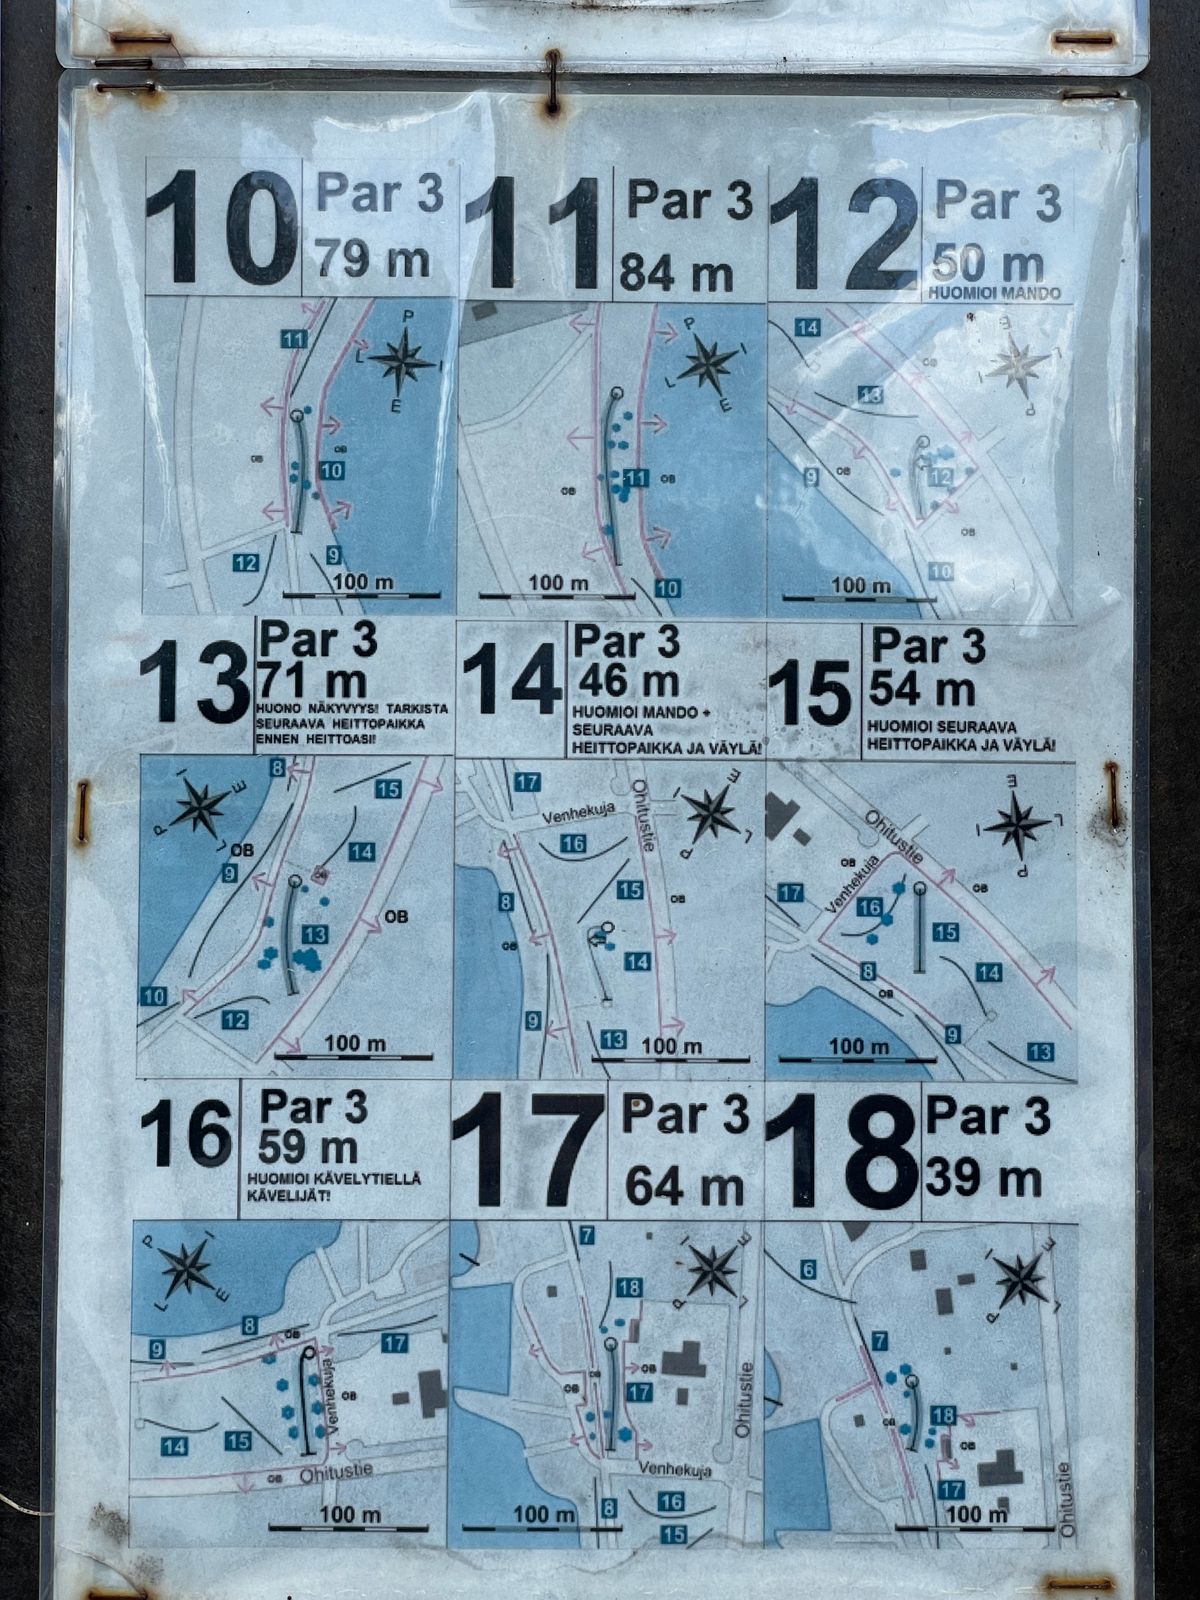 10
Par 3
79 m
11
Par 3
84 m
12
Par 3
50 m
HUOMIOI MANDO
11
P
L
I
E
OB
OB
10
12
9
100 m
P
I
L
E
11
OB
OB
10
100 m
14
E
L
I
P
OB
13
9
OB
12
OB
10
100 m
13
Par 3
71 m
HUONO NÄKYVYYS! TARKISTA
SEURAAVA HEITTOPAIKKA
ENNEN HEITTOASI!
14
Par 3
46 m
HUOMIOI MANDO +
SEURAAVA
HEITTOPAIKKA JA VÄYLÄ!
15
Par 3
54 m
HUOMIOI SEURAAVA
HEITTOPAIKKA JA VÄYLÄ!
8
I
E
P
L
15
OB
14
9
OB
OB
13
10
12
100 m
17
Venhekuja
Ohitustie
I
E
P
L
16
15
8
OB
OB
14
9
13
100 m
Ohitustie
E
I
L
P
OB
Venhekuja
17
OB
16
15
8
14
OB
9
13
100 m
16
Par 3
59 m
HUOMIOI KÄVELYTIELLÄ
KÄVELIJÄT!
17
Par 3
64 m
18
Par 3
39 m
P
I
L
E
8
OB
9
17
Venhekuja
OB
14
15
OB
Ohitustie
100 m
7
I
E
P
L
18
OB
OB
OB
17
Ohitustie
Venhekuja
8
16
15
100 m
6
I
E
P
L
7
OB
18
OB
17
Ohitustie
100 m